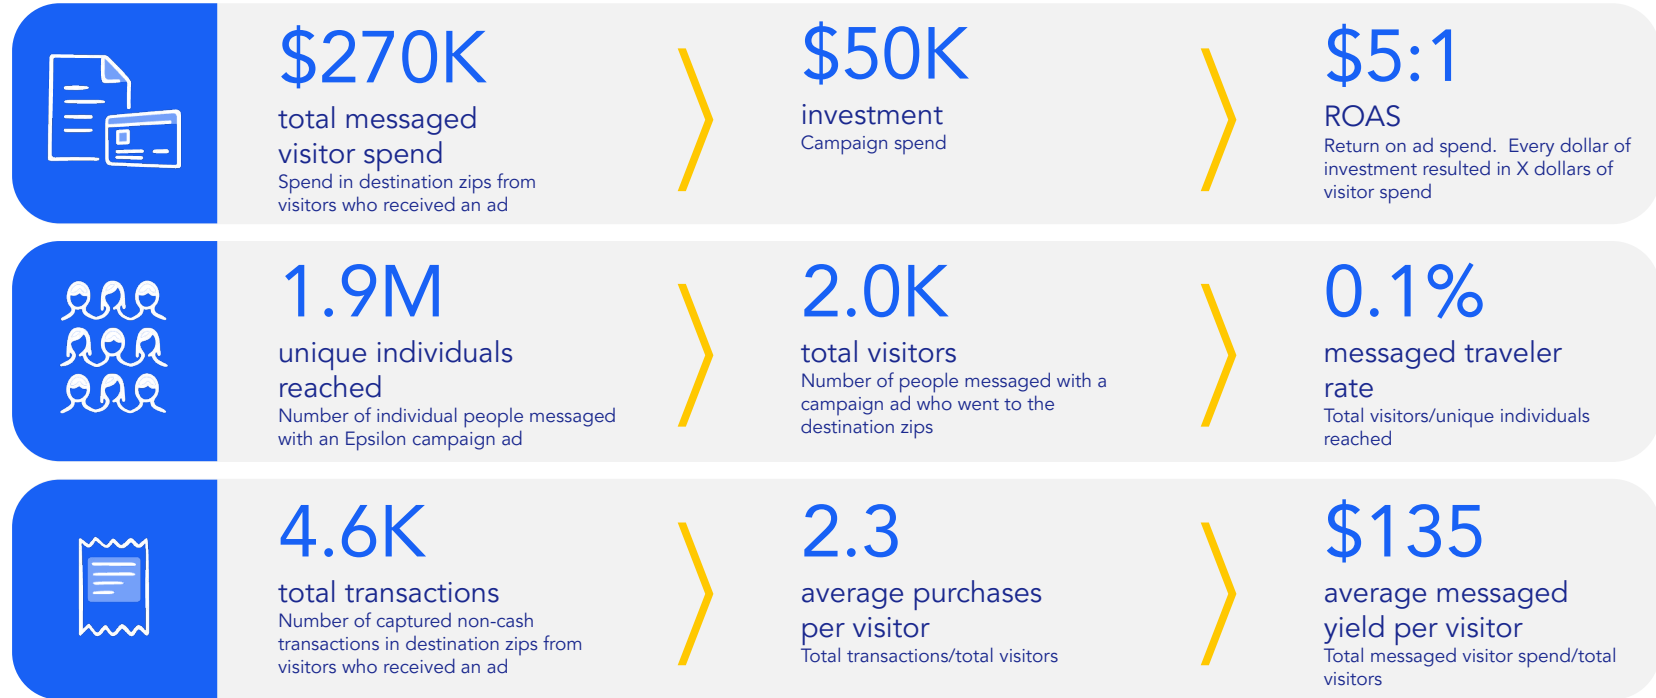 $270K
total messaged
visitor spend
Spend in destination zips from
visitors who received an ad
$50K
investment
Campaign spend
$5:1
ROAS
Return on ad spend.  Every dollar of
investment resulted in X dollars of
visitor spend
1.9M
unique individuals
reached
Number of individual people messaged
with an Epsilon campaign ad
2.0K
total visitors
Number of people messaged with a
campaign ad who went to the
destination zips
0.1%
messaged traveler
rate
Total visitors/unique individuals
reached
4.6K
total transactions
Number of captured non-cash
transactions in destination zips from
visitors who received an ad
2.3
average purchases
per visitor
Total transactions/total visitors
$135
average messaged
yield per visitor
Total messaged visitor spend/total
visitors